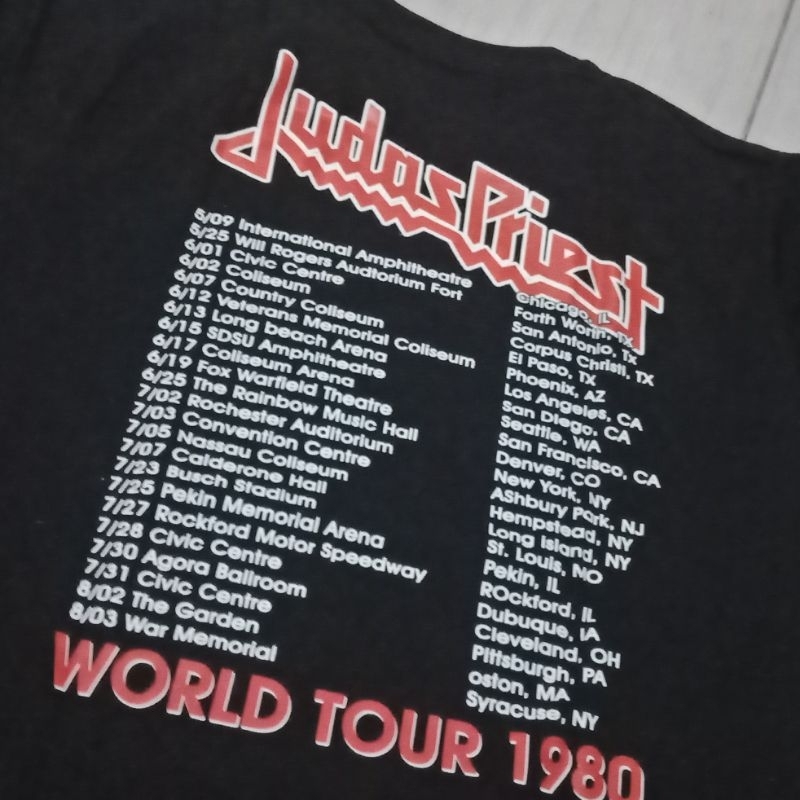 Judas Priest
5/09 International Amphitheatre Chicago, IL
5/25 Will Rogers Audtorium Fort Forth Worth, TX
6/01 Civic Centre San Antonio, TX
6/02 Coliseum Corpus Christi, TX
6/07 Country Coliseum El Paso, TX
6/12 Veterans Memorial Coliseum Phoenix, AZ
6/13 Long beach Arena Los Angeles, CA
6/15 SDSU Amphitheatre San Diego, CA
6/17 Coliseum Arena Seattle, WA
6/19 Fox Warfield Theatre San Francisco, CA
6/25 The Rainbow Music Hall Denver, CO
7/02 Rochester Auditorium New York, NY
7/03 Convention Centre Ashbury Park, NJ
7/05 Nassau Coliseum Hempstead, NY
7/07 Calderone Hall Long Island, NY
7/23 Busch Stadium St. Louis, NO
7/25 Pekin Memorial Arena Pekin, IL
7/27 Rockford Motor Speedway ROckford, IL
7/28 Civic Centre Dubuque, IA
7/30 Agora Ballroom Cleveland, OH
7/31 Civic Centre Pittsburgh, PA
8/02 The Garden oston, MA
8/03 War Memorial Syracuse, NY
WORLD TOUR 1980